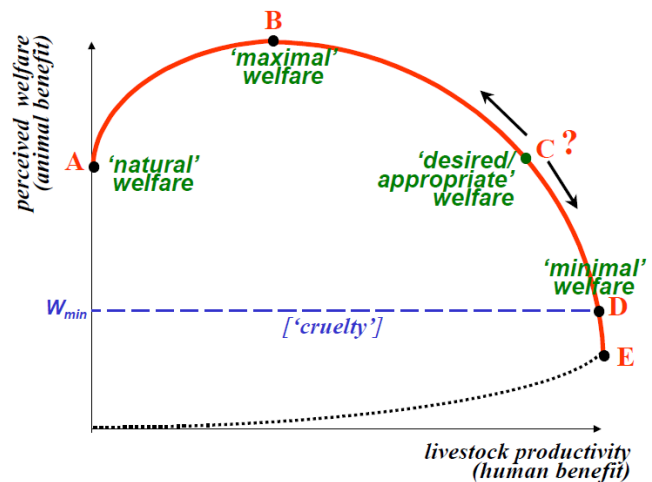 perceived welfare
(animal benefit)
B
'maximal'
welfare
A
'natural'
welfare
C ?
'desired/
appropriate'
welfare
'minimal'
welfare
Wmin
D
['cruelty']
E
livestock productivity
(human benefit)